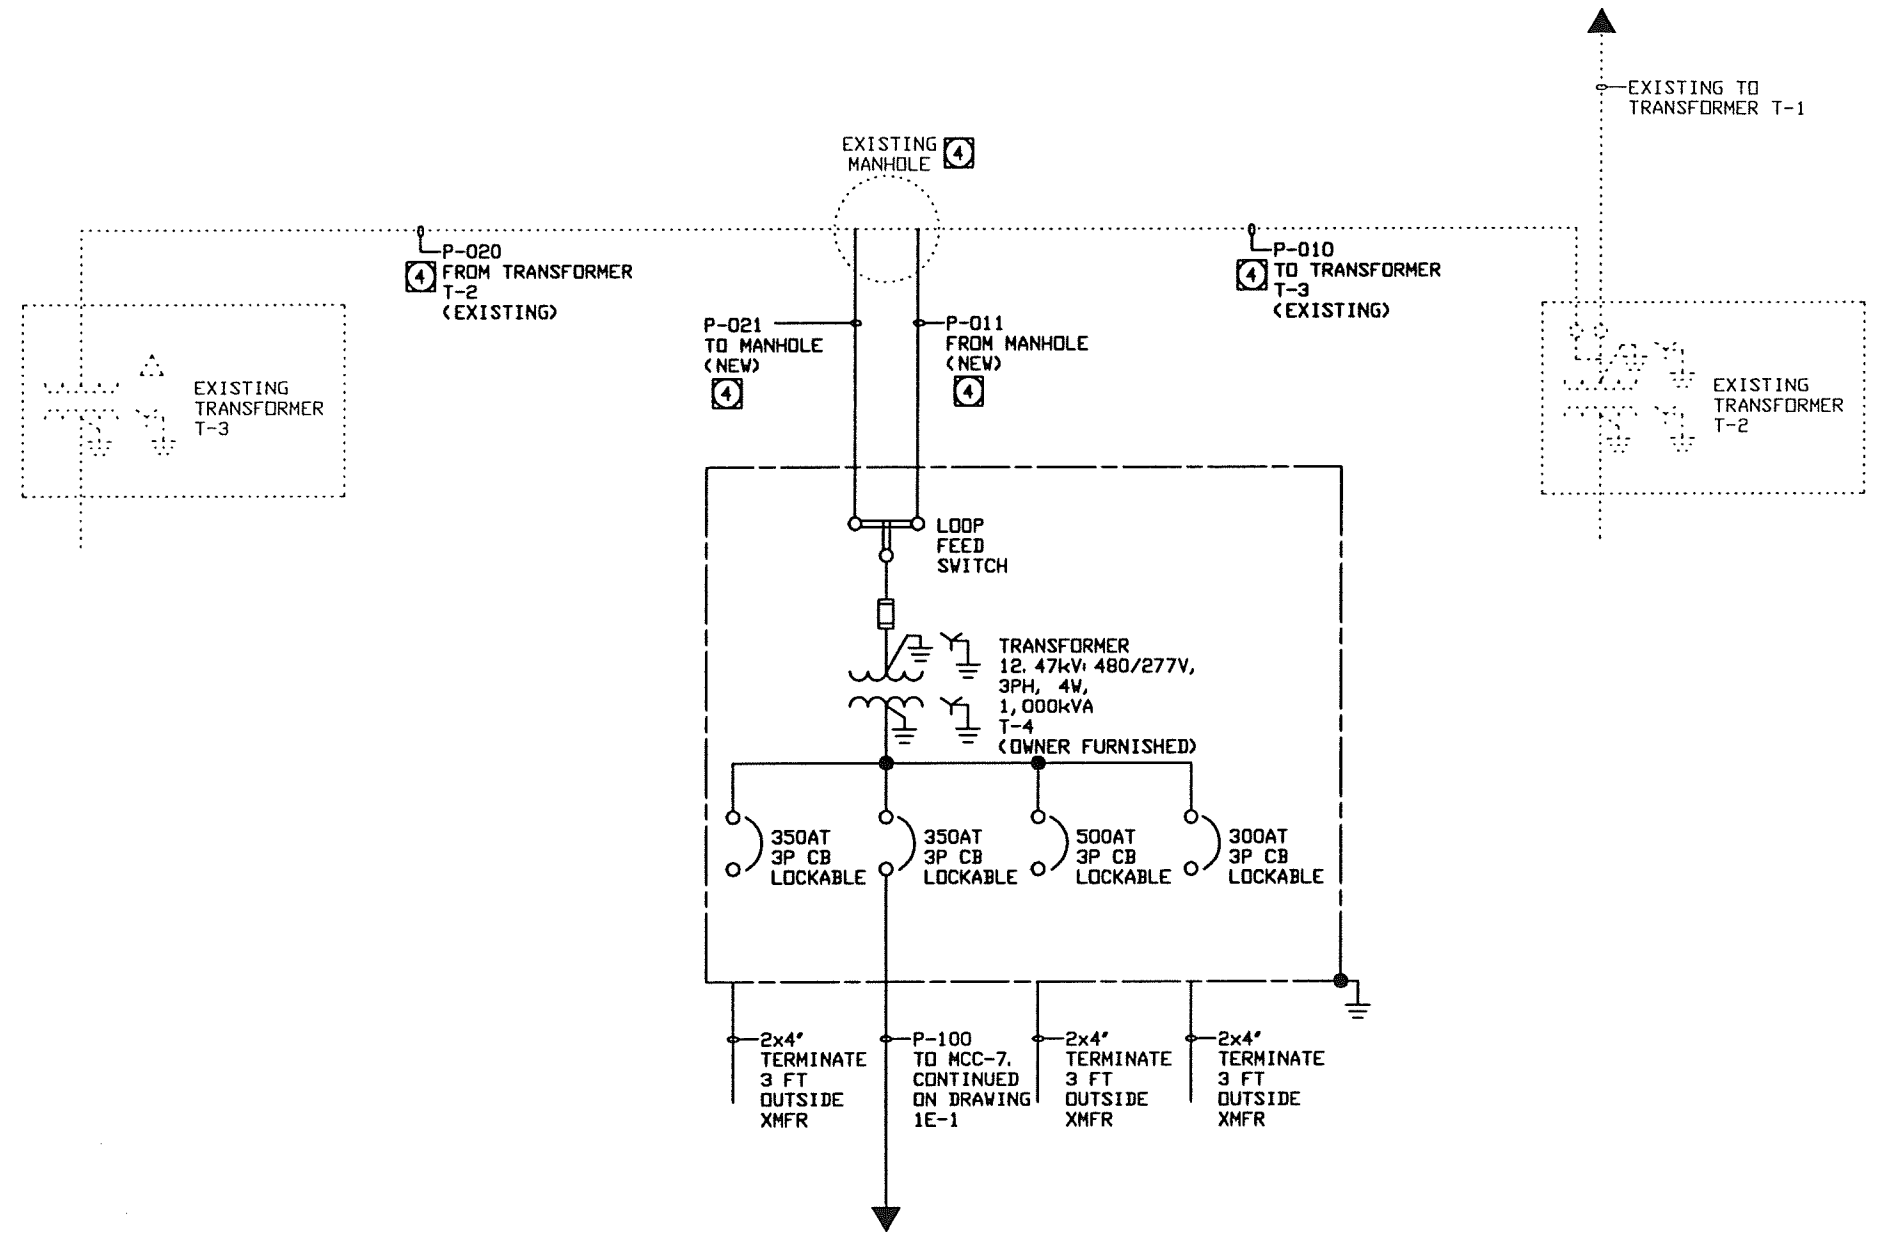 EXISTING TO
TRANSFORMER T-1
EXISTING
MANHOLE
4
P-020
4
FROM TRANSFORMER
T-2
(EXISTING)
P-010
4
TO TRANSFORMER
T-3
(EXISTING)
P-021
TO MANHOLE
(NEW)
4
P-011
FROM MANHOLE
(NEW)
4
EXISTING
TRANSFORMER
T-3
EXISTING
TRANSFORMER
T-2
LOOP
FEED
SWITCH
TRANSFORMER
12.47kV: 480/277V,
3PH, 4W,
1,000kVA
T-4
(OWNER FURNISHED)
350AT
3P CB
LOCKABLE
350AT
3P CB
LOCKABLE
500AT
3P CB
LOCKABLE
300AT
3P CB
LOCKABLE
2x4"
TERMINATE
3 FT
OUTSIDE
XMFR
P-100
TO MCC-7.
CONTINUED
ON DRAWING
1E-1
2x4"
TERMINATE
3 FT
OUTSIDE
XMFR
2x4"
TERMINATE
3 FT
OUTSIDE
XMFR